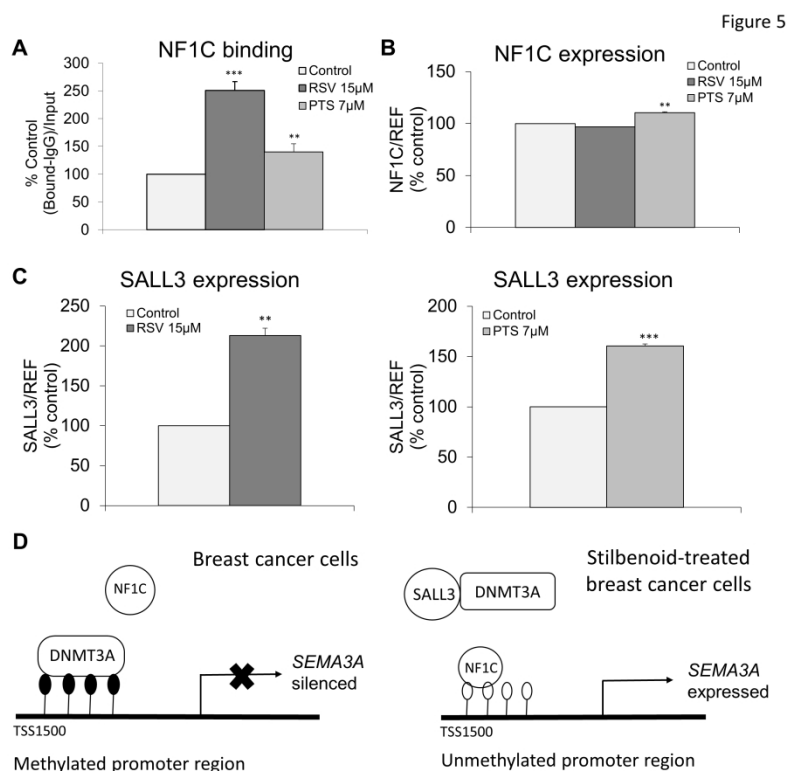 Figure 5
A
NF1C binding
Control
RSV 15µM
PTS 7µM
% Control
(Bound-IgG)/Input
300
250
200
150
100
50
0
***
**
B
NF1C expression
Control
RSV 15µM
PTS 7µM
NF1C/REF
(% control)
150
100
50
0
**
C
SALL3 expression
Control
RSV 15µM
SALL3/REF
(% control)
250
200
150
100
50
0
**
SALL3 expression
Control
PTS 7µM
SALL3/REF
(% control)
200
150
100
50
0
***
D
Breast cancer cells
NF1C
DNMT3A
SEMA3A
silenced
TSS1500
Methylated promoter region
Stilbenoid-treated
breast cancer cells
SALL3
DNMT3A
NF1C
SEMA3A
expressed
TSS1500
Unmethylated promoter region